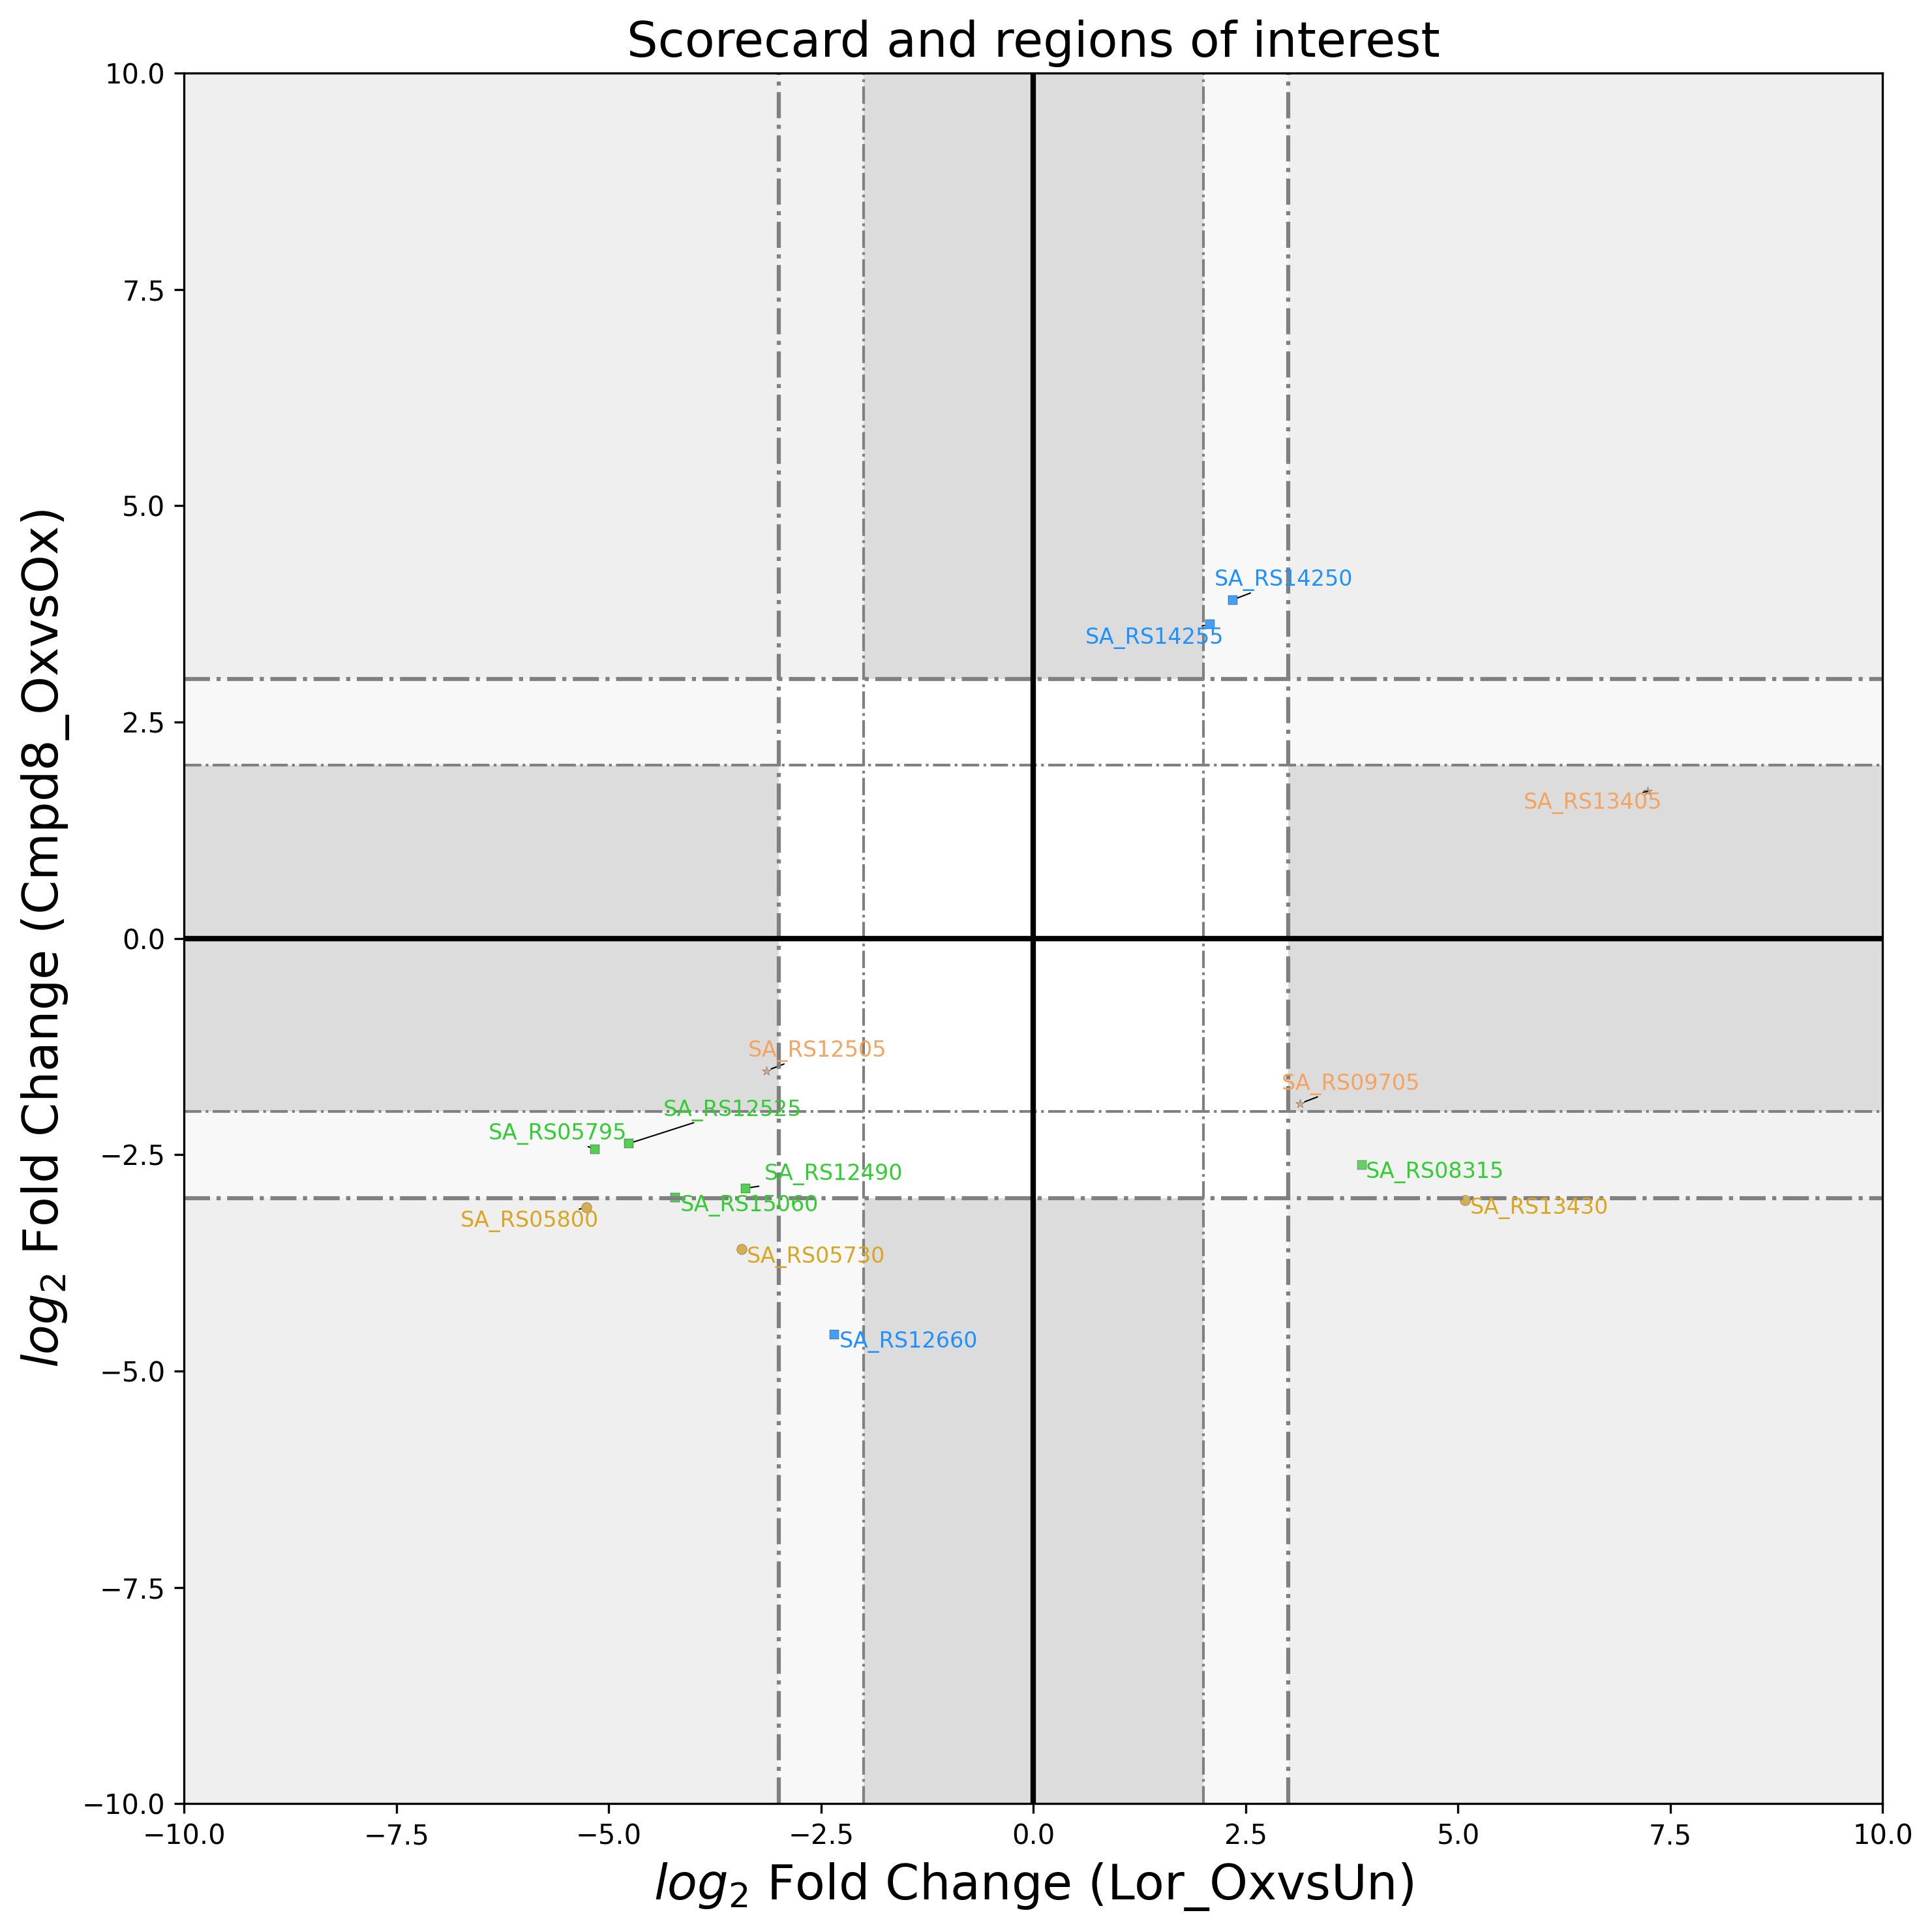 Scorecard and regions of interest
10.0
7.5
5.0
2.5
0.0
−2.5
−5.0
−7.5
−10.0
log2 Fold Change (Cmpd8_OxvsOx)
SA_RS14250
SA_RS14255
SA_RS13405
SA_RS12505
SA_RS09705
SA_RS12525
SA_RS05795
SA_RS12490
SA_RS08315
SA_RS15060
SA_RS13430
SA_RS05800
SA_RS05730
SA_RS12660
−10.0 −7.5 −5.0 −2.5 0.0 2.5 5.0 7.5 10.0
log2 Fold Change (Lor_OxvsUn)